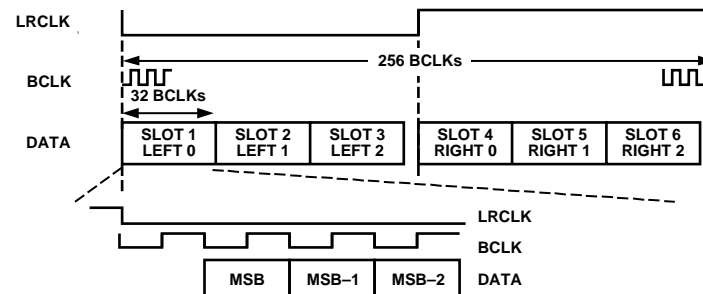 LRCLK
256 BCLKs
BCLK
32 BCLKs
DATA
SLOT 1
LEFT 0
SLOT 2
LEFT 1
SLOT 3
LEFT 2
SLOT 4
RIGHT 0
SLOT 5
RIGHT 1
SLOT 6
RIGHT 2
LRCLK
BCLK
MSB
MSB–1
MSB–2
DATA